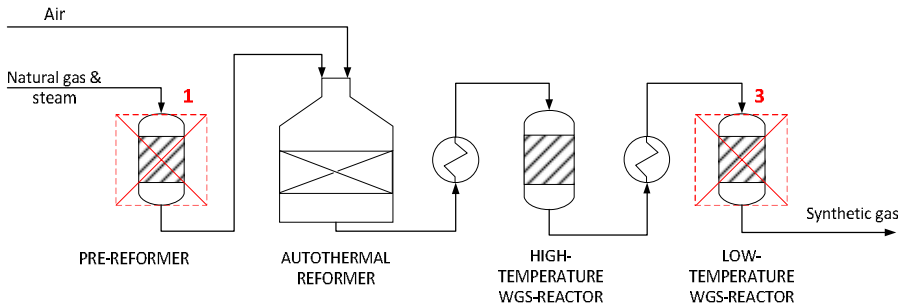 Air
Natural gas &
steam
1
3
Synthetic gas
PRE-REFORMER
AUTOTHERMAL
REFORMER
HIGH-
TEMPERATURE
WGS-REACTOR
LOW-
TEMPERATURE
WGS-REACTOR